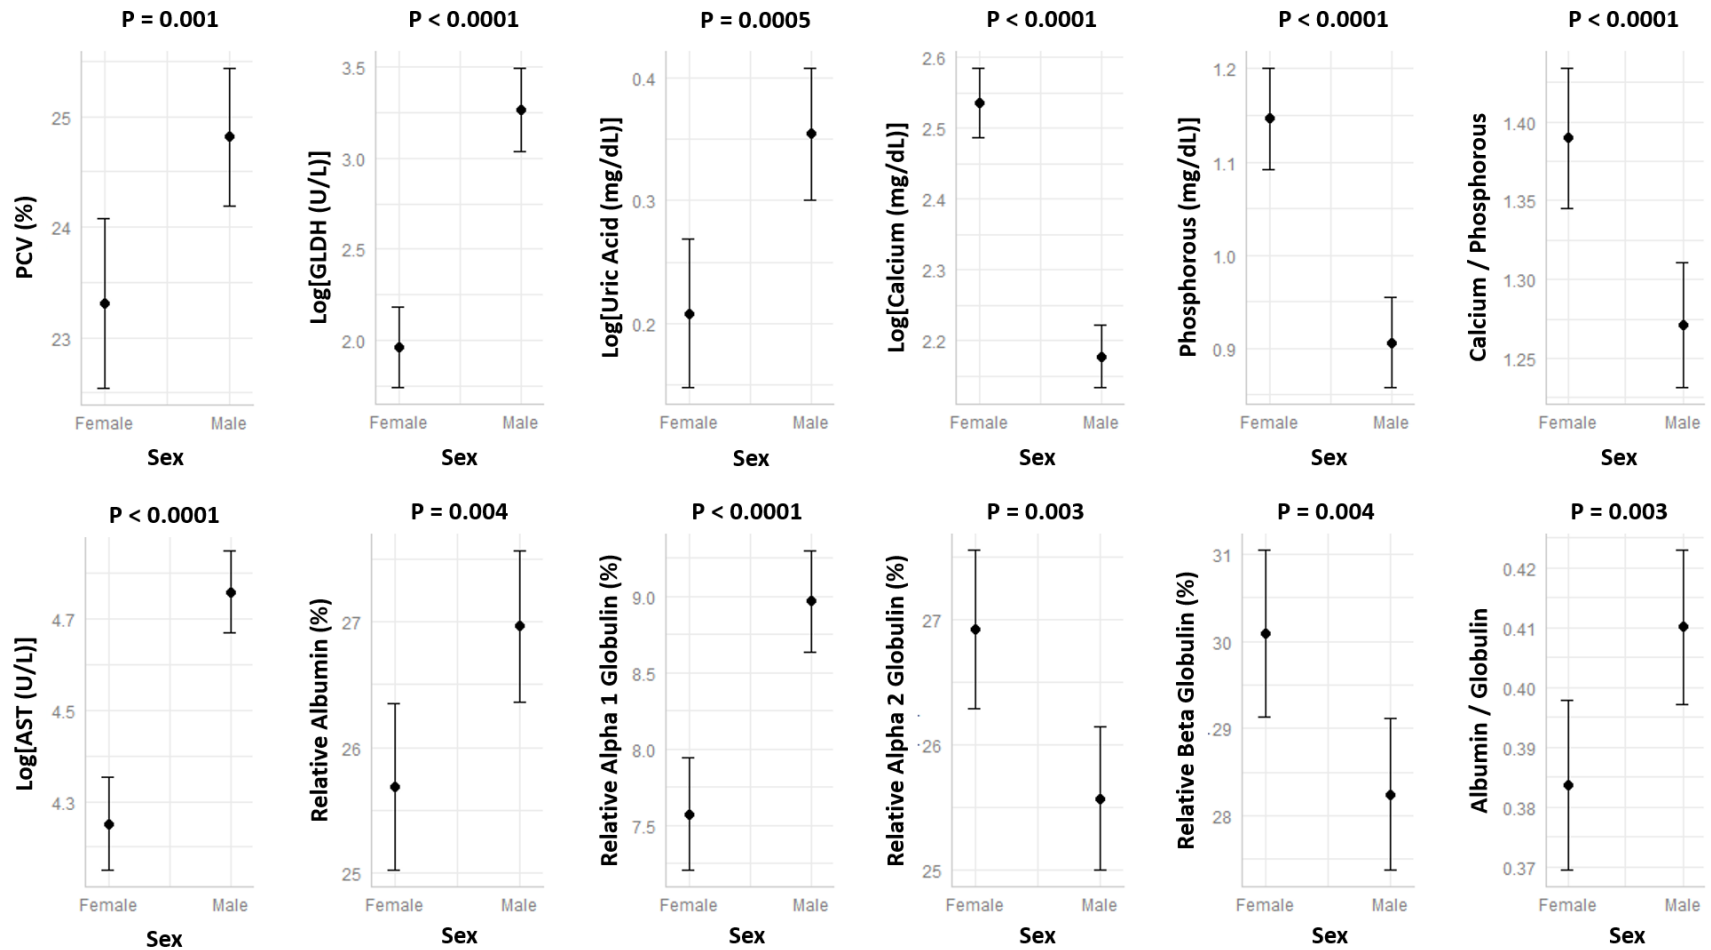 P = 0.001
P < 0.0001
P = 0.0005
P < 0.0001
P < 0.0001
P < 0.0001
PCV (%)
25
24
23
Female
Male
Sex
Log[GLDH (U/L)]
3.5
3.0
2.5
2.0
Female
Male
Sex
Log[Uric Acid (mg/dL)]
0.4
0.3
0.2
Female
Male
Sex
Log[Calcium (mg/dL)]
2.6
2.5
2.4
2.3
2.2
Female
Male
Sex
Phosphorous (mg/dL)]
1.2
1.1
1.0
0.9
Female
Male
Sex
Calcium / Phosphorous
1.40
1.35
1.30
1.25
Female
Male
Sex
P < 0.0001
P = 0.004
P < 0.0001
P = 0.003
P = 0.004
P = 0.003
Log[AST (U/L)]
4.7
4.5
4.3
Female
Male
Sex
Relative Albumin (%)
27
26
25
Female
Male
Sex
Relative Alpha 1 Globulin (%)
9.0
8.5
8.0
7.5
Female
Male
Sex
Relative Alpha 2 Globulin (%)
27
26
25
Female
Male
Sex
Relative Beta Globulin (%)
31
30
29
28
Female
Male
Sex
Albumin / Globulin
0.42
0.41
0.40
0.39
0.38
0.37
Female
Male
Sex